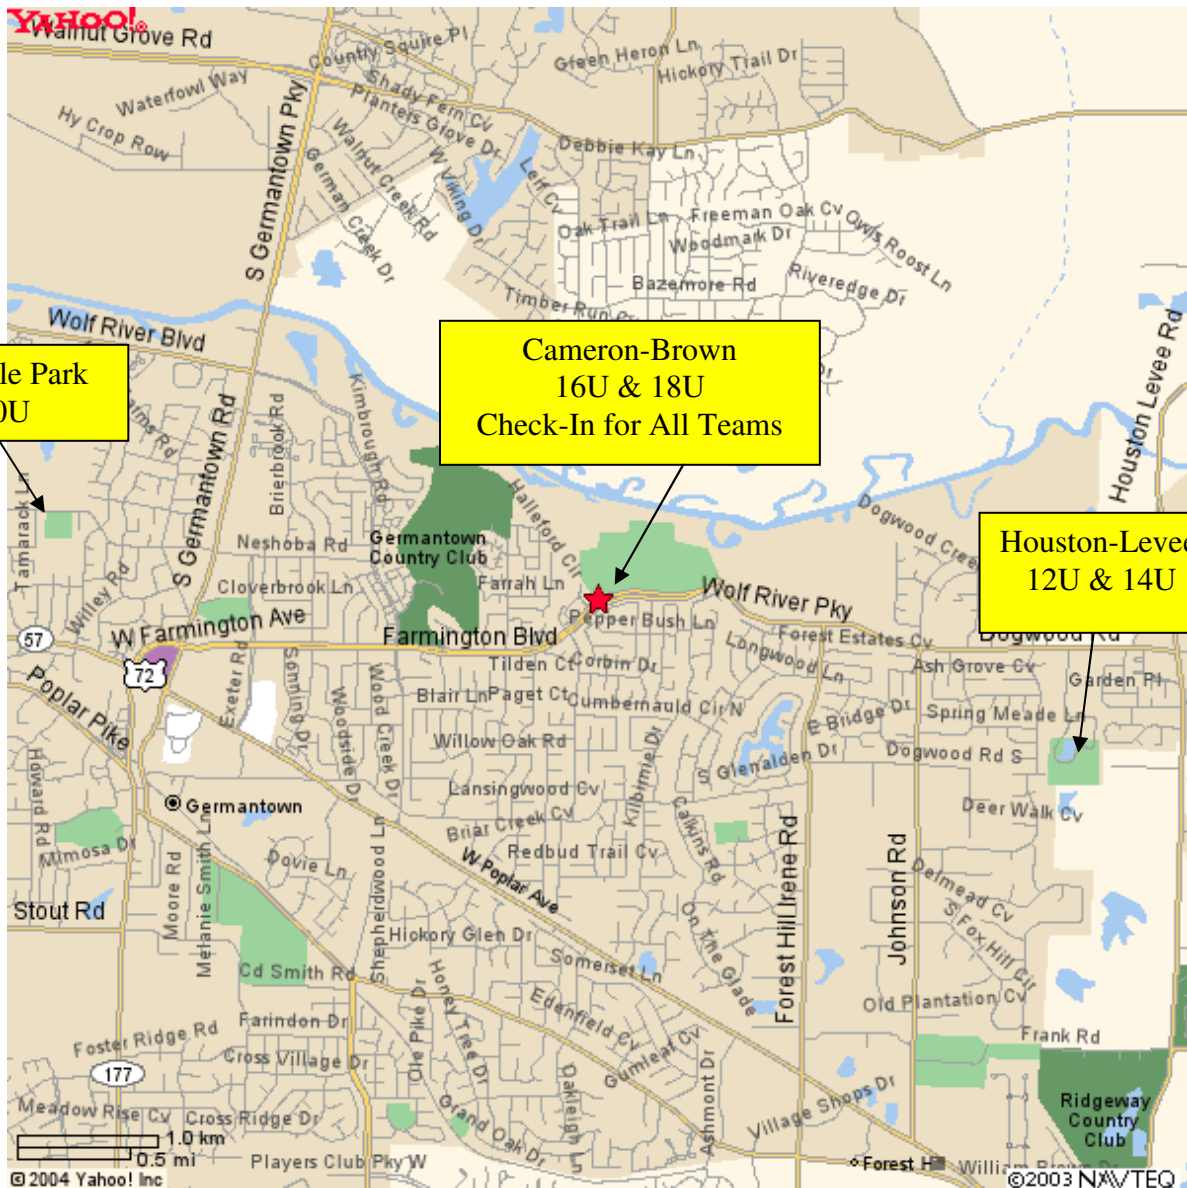 YAHOO!®
Walnut Grove Rd
Country Squire Pl
Green Heron Ln
Hickory Trail Dr
Waterfowl Way
Shady Fern Cv
Planters Grove Dr
Hy Crop Row
S Germantown Pky
Walnut Creek Rd
W Viking Dr
Debbie Kay Ln
German Creek Dr
Leif Cv
Oak Trail Ln
Freeman Oak Cv
Owls Roost Ln
Woodmark Dr
Bazemore Rd
Riveredge Dr
Timber Run
Wolf River Blvd
Houston Levee Rd
le Park
0U
Cameron-Brown
16U & 18U
Check-In for All Teams
Kimbrough Rd
Brierbrook Rd
S Germantown Rd
Tamarack Ln
Halleford Cir
Dogwood Cree
Neshoba Rd
Germantown
Country Club
Houston-Levee
12U & 14U
Cloverbrook Ln
Farrah Ln
Willey Rd
Wolf River Pky
W Farmington Ave
Farmington Blvd
Pepper Bush Ln
Forest Estates Cv
Dogwood Rd
57
72
Exeter Rd
Sonning Dr
Woodside Dr
Wood Creek Dr
Tilden Ct
Corbin Dr
Longwood Ln
Ash Grove Cv
Garden Pl
Poplar Pike
Blair Ln
Paget Ct
Cumbernauld Cir N
E Bridge Dr
Spring Meade Ln
Willow Oak Rd
Kilbirnie Dr
S Glenalden Dr
Dogwood Rd S
Howard Rd
Germantown
Lansingwood Cv
Calkins Rd
Deer Walk Cv
Mimosa Dr
Briar Creek Cv
Redbud Trail Cv
W Poplar Ave
Dovie Ln
Moore Rd
Melanie Smith Ln
Shepherdwood Ln
Forest Hill Irene Rd
Johnson Rd
Delmead Cv
S Fox Hill Cir
Stout Rd
Hickory Glen Dr
On The Glade
Somerset Ln
Cd Smith Rd
Honey Tree Dr
Ole Pike Dr
Edenfield Cv
Old Plantation Cv
Farindon Dr
Frank Rd
Foster Ridge Rd
Cross Village Dr
Gumleaf Cv
177
Oakleigh Ln
Ashmont Dr
Village Shops Dr
Meadow Rise Cv
Cross Ridge Dr
Grand Oak Dr
Ridgeway
Country
Club
1.0 km
0.5 mi
Players Club Pky W
Forest H
William Brown Dr
© 2004 Yahoo! Inc
©2003 NAVTEQ